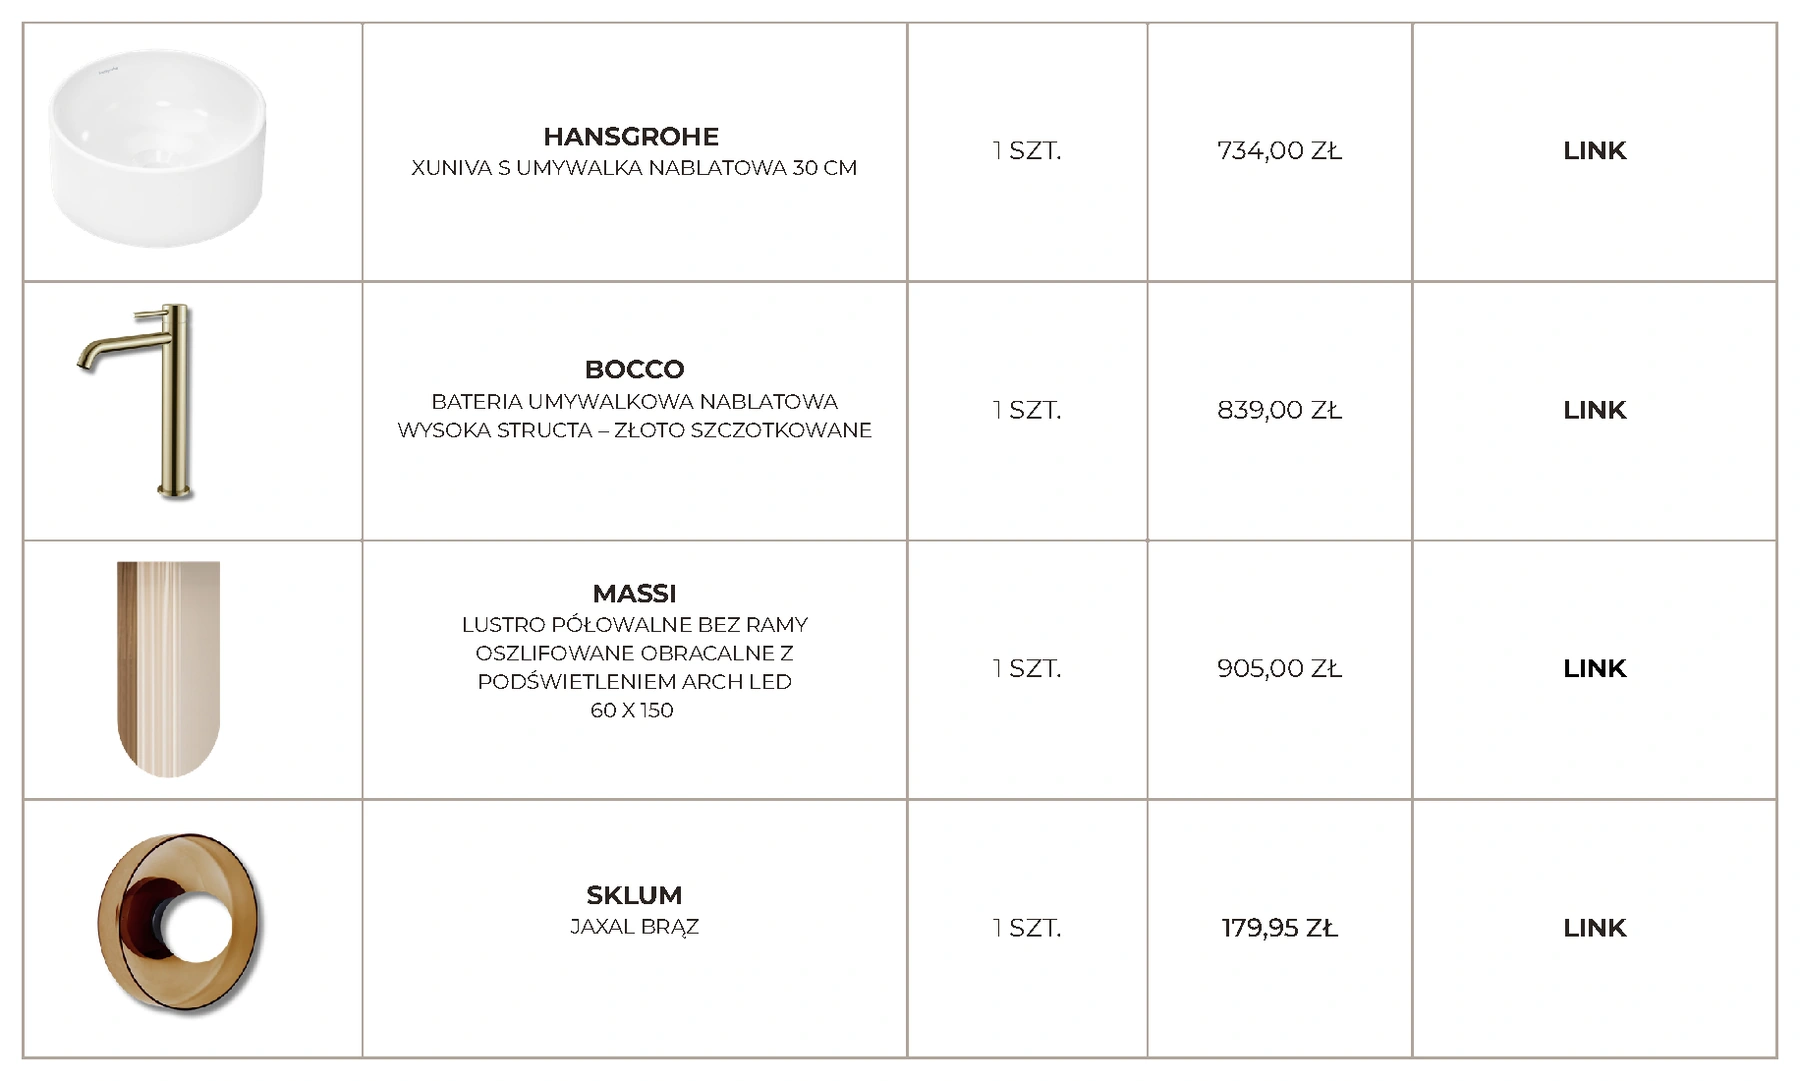 HANSGROHE
XUNIVA S UMYWALKA NABLATOWA 30 CM
1 SZT.
734,00 ZŁ
LINK
BOCCO
BATERIA UMYWALKOWA NABLATOWA
WYSOKA STRUCTA – ZŁOTO SZCZOTKOWANE
1 SZT.
839,00 ZŁ
LINK
MASSI
LUSTRO PÓŁOWALNE BEZ RAMY
OSZLIFOWANE OBRACALNE Z
PODŚWIETLENIEM ARCH LED
60 X 150
1 SZT.
905,00 ZŁ
LINK
SKLUM
JAXAL BRĄZ
1 SZT.
179,95 ZŁ
LINK